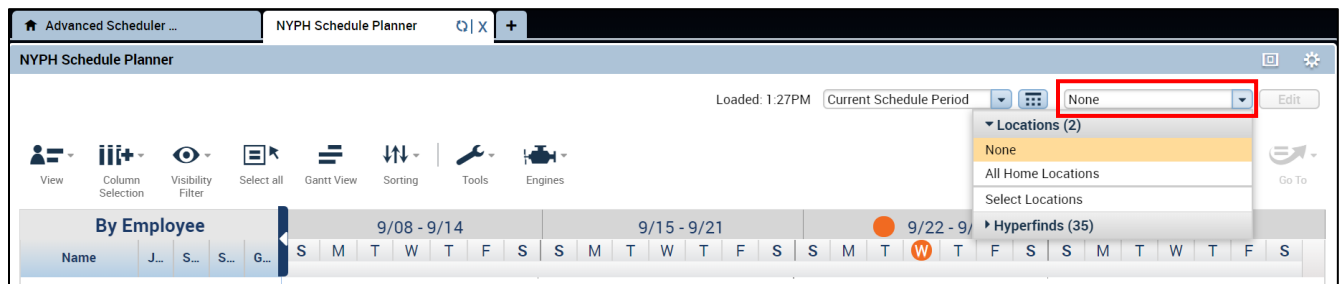 Advanced Scheduler ...
NYPH Schedule Planner
X
+
NYPH Schedule Planner
Loaded: 1:27PM
Current Schedule Period
None
Edit
Locations (2)
None
All Home Locations
Select Locations
Hyperfinds (35)
View
Column Selection
Visibility Filter
Select all
Gantt View
Sorting
Tools
Engines
Go To
By Employee
9/08 - 9/14
9/15 - 9/21
9/22 - 9/
Name J... S... S... G...
S M T W T F S S M T W T F S S M T W T F S S M T W T F S